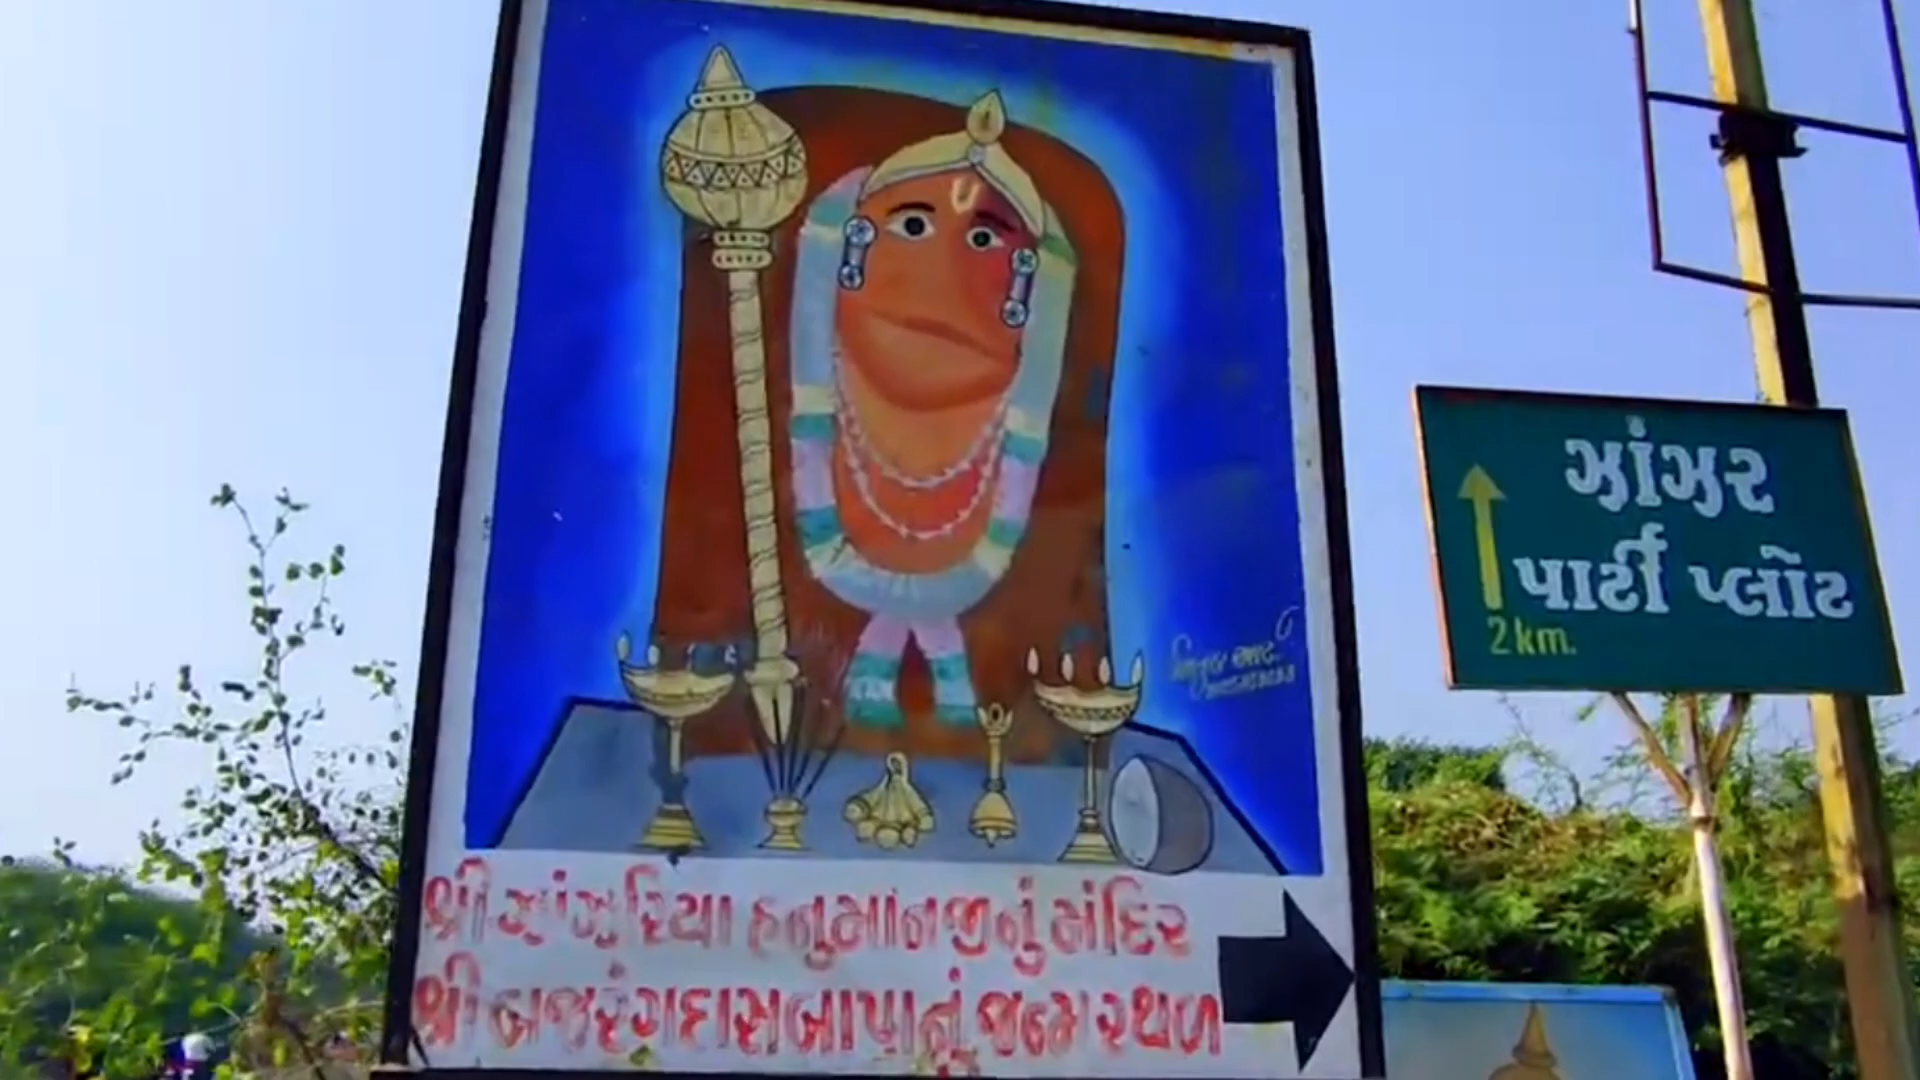 શ્રી ઝાંઝરિયા હનુમાનજીનું મંદિર
શ્રી બજરંગદાસબાપાનું જન્મ સ્થળ
ઝાંઝર
પાર્ટી પ્લોટ
2 km.